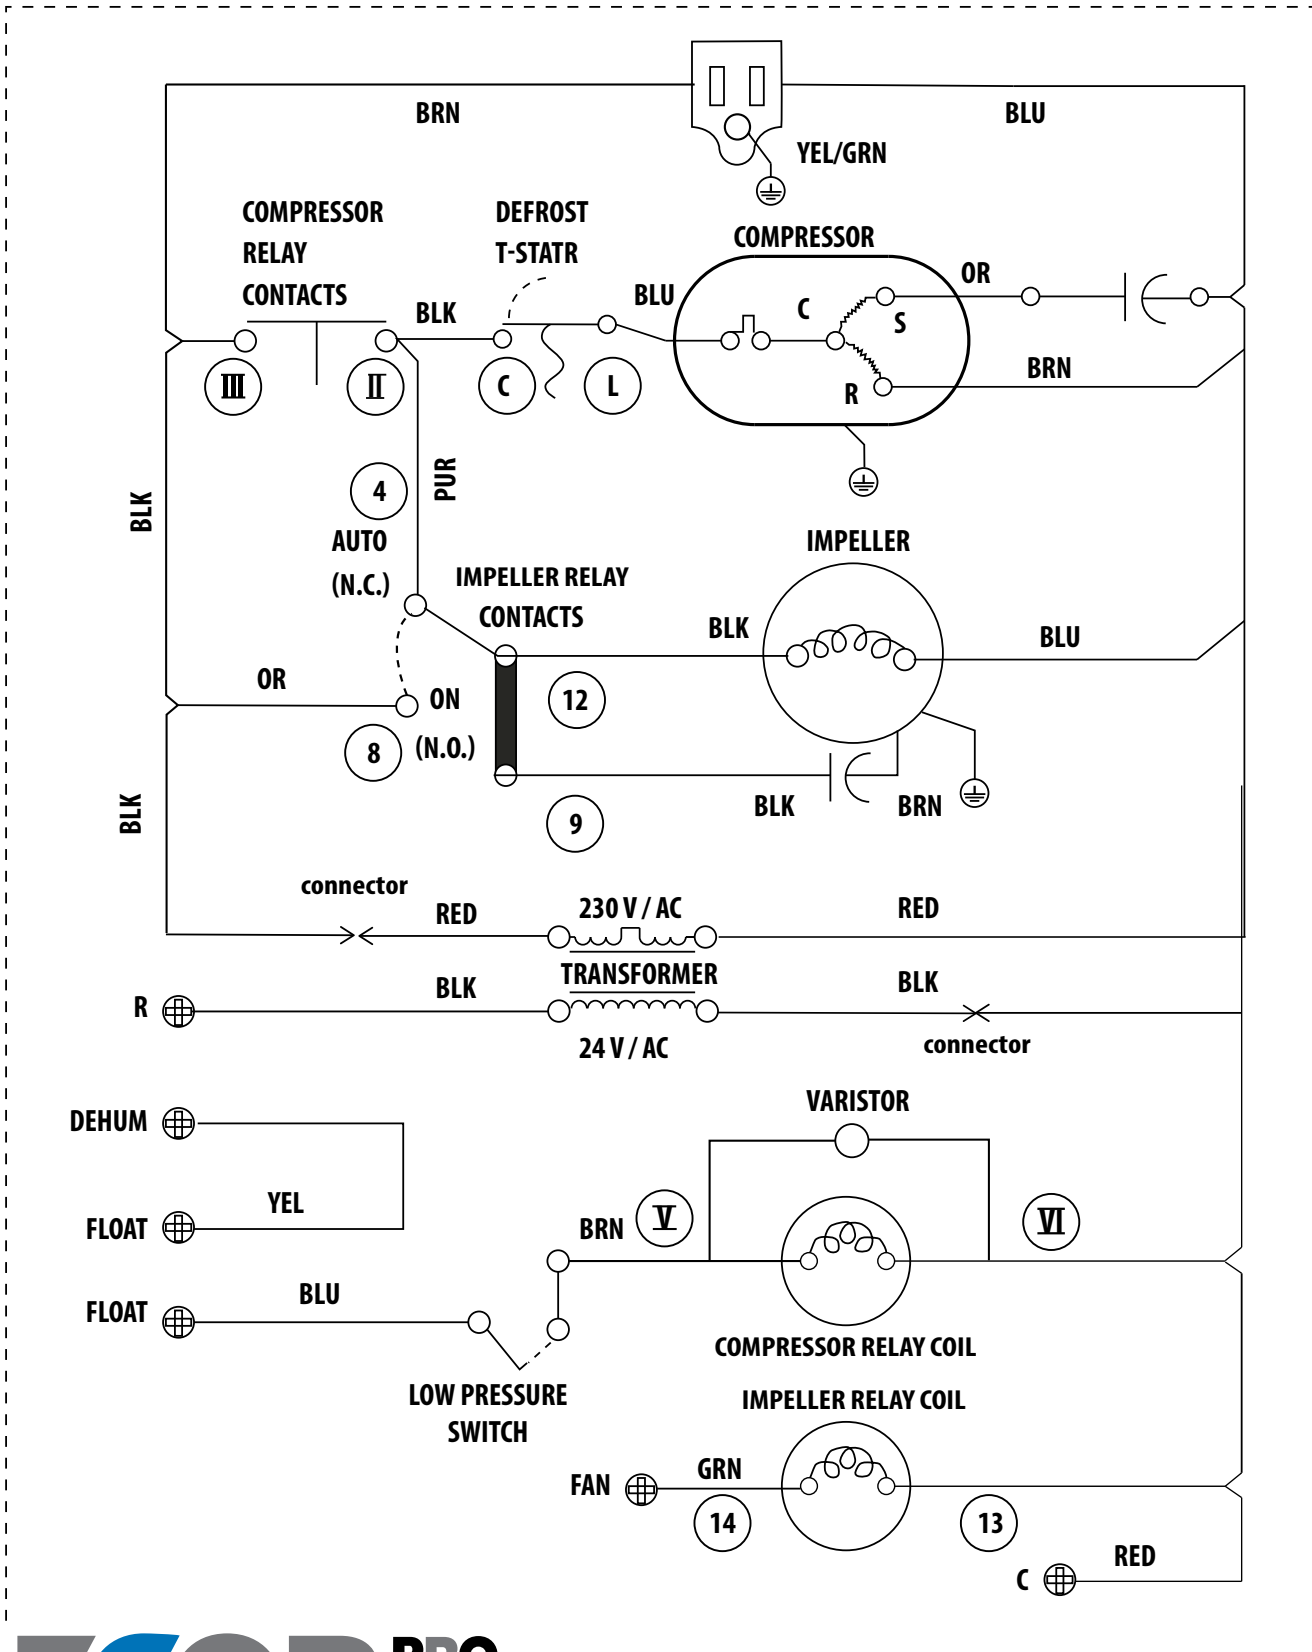 BRN
BLU
YEL/GRN
COMPRESSOR
RELAY
CONTACTS
DEFROST
T-STATR
COMPRESSOR
BLK
BLU
C
S
R
OR
BRN
III
II
C
L
BLK
4
PUR
AUTO
(N.C.)
IMPELLER RELAY
CONTACTS
IMPELLER
BLK
BLU
OR
ON
(N.O.)
8
12
9
BLK
BRN
BLK
connector
RED
230 V / AC
RED
TRANSFORMER
R
BLK
24 V / AC
BLK
connector
DEHUM
YEL
FLOAT
FLOAT
BLU
LOW PRESSURE
SWITCH
VARISTOR
BRN
V
VI
COMPRESSOR RELAY COIL
IMPELLER RELAY COIL
FAN
GRN
14
13
C
RED